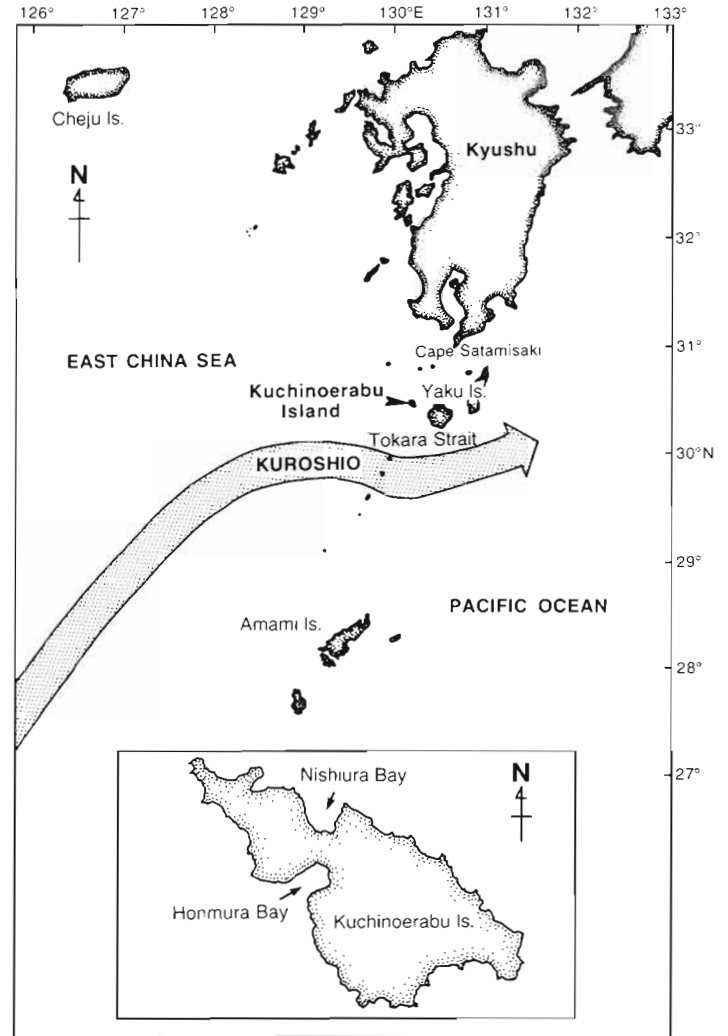 126° 127° 128° 129° 130°E 131° 132° 133°
Cheju Is.
33°
Kyushu
N
32°
31°
Cape Satamisaki
EAST CHINA SEA
Kuchinoerabu
Island
Yaku Is.
Tokara Strait
30°N
KUROSHIO
29°
PACIFIC OCEAN
Amami Is.
28°
27°
Nishiura Bay
N
Honmura Bay
Kuchinoerabu Is.